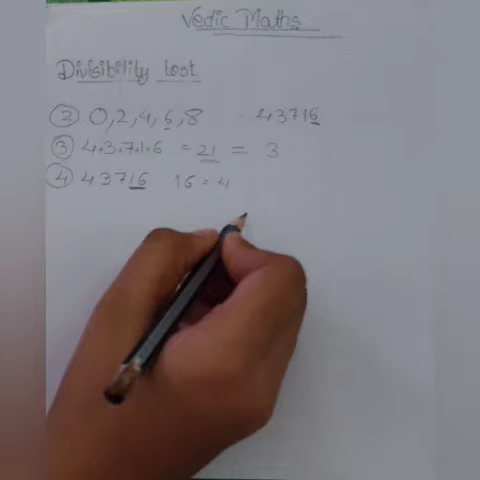 Vedic Maths
Divisibility test
② 0,2,4,6,8 43716
③ 4+3+7+1+6 = 21 = 3
④ 43716 16 = 4